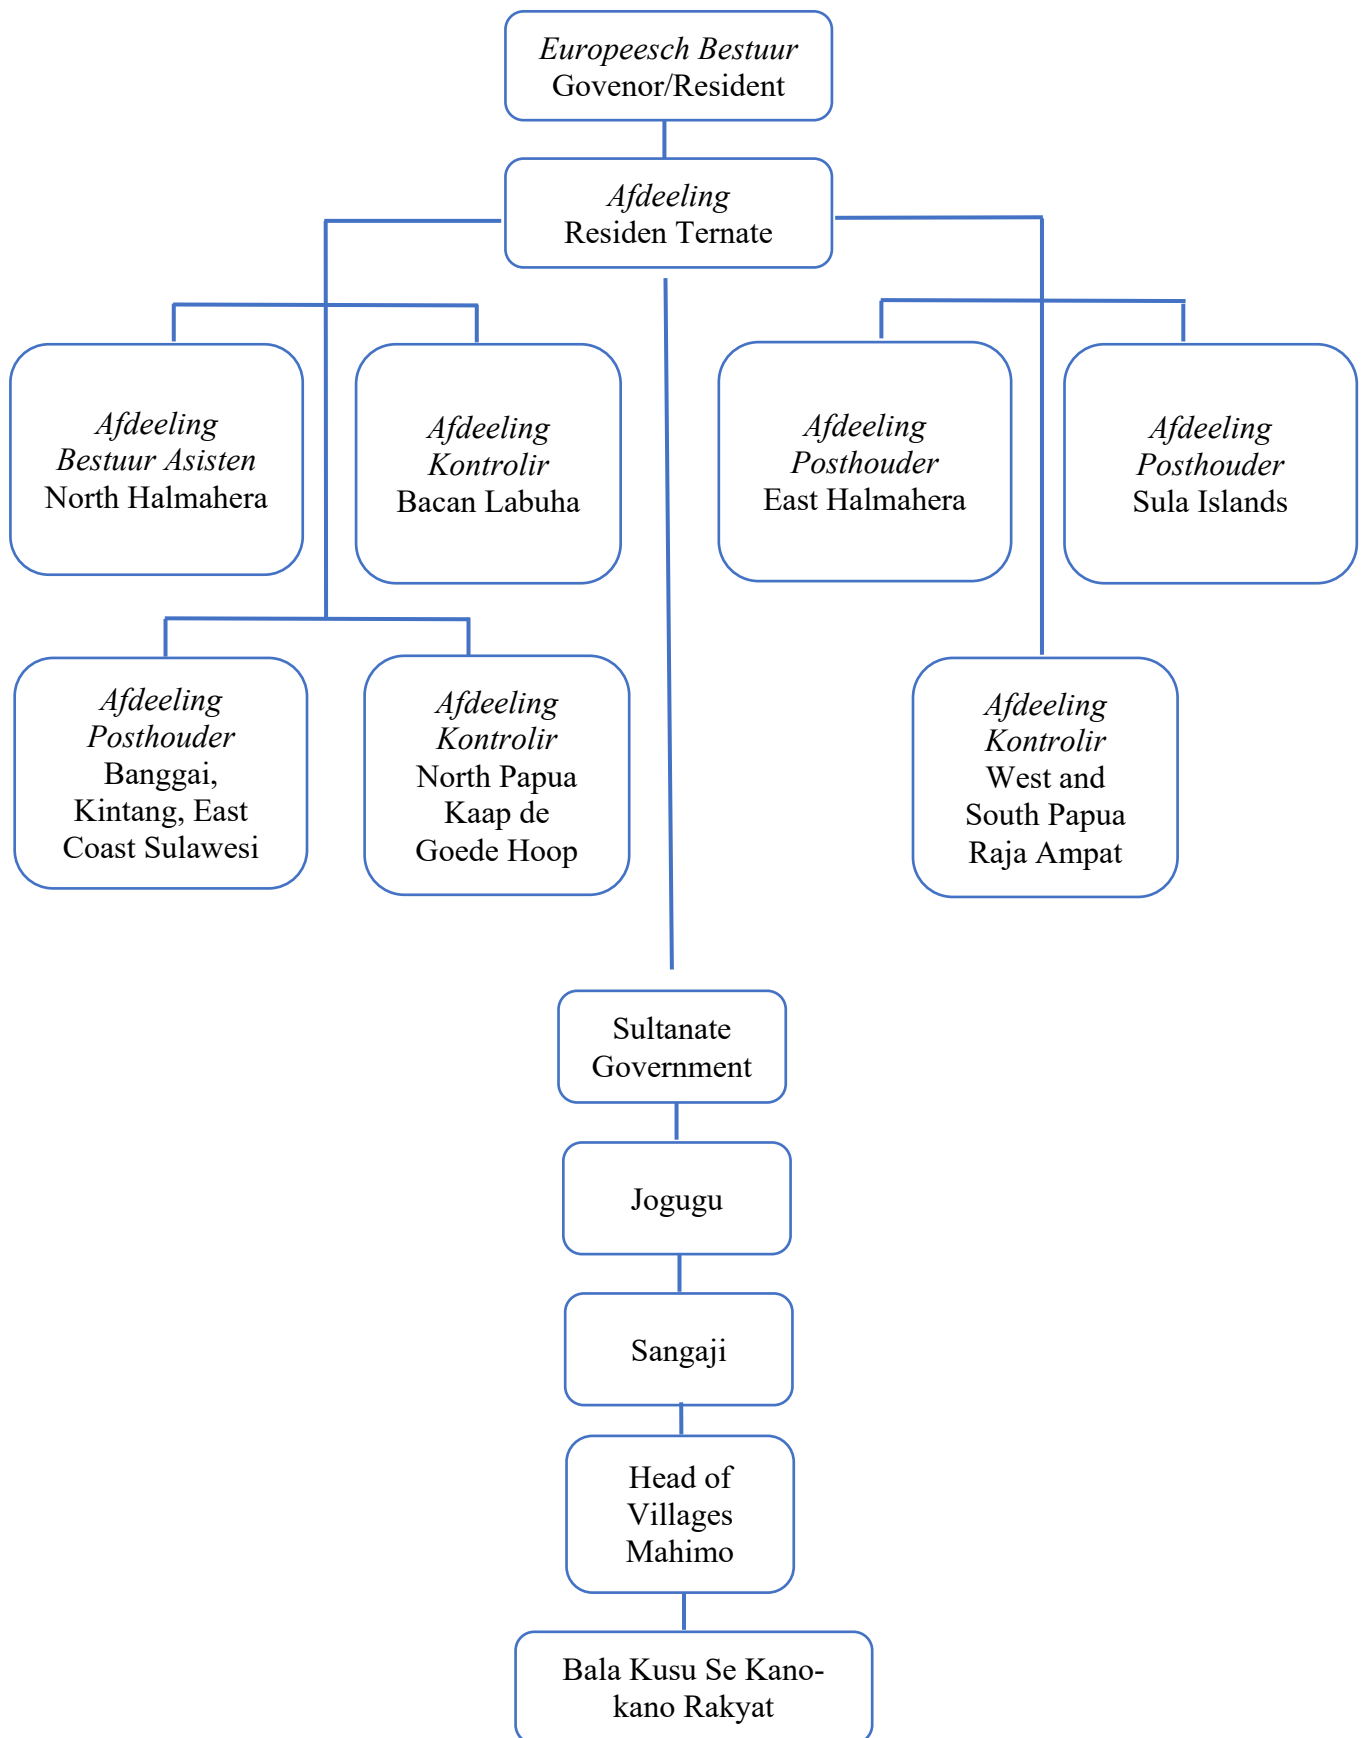 Europeesch Bestuur
Govenor/Resident
Afdeeling
Residen Ternate
Afdeeling
Bestuur Asisten
North Halmahera
Afdeeling
Kontrolir
Bacan Labuha
Afdeeling
Posthouder
East Halmahera
Afdeeling
Posthouder
Sula Islands
Afdeeling
Posthouder
Banggai,
Kintang, East
Coast Sulawesi
Afdeeling
Kontrolir
North Papua
Kaap de
Goede Hoop
Afdeeling
Kontrolir
West and
South Papua
Raja Ampat
Sultanate
Government
Jogugu
Sangaji
Head of
Villages
Mahimo
Bala Kusu Se Kano-
kano Rakyat